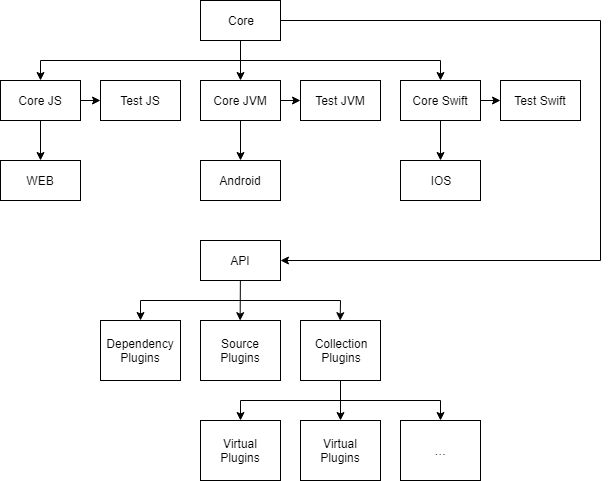 Core
Core JS
Test JS
Core JVM
Test JVM
Core Swift
Test Swift
WEB
Android
IOS
API
Dependency
Plugins
Source
Plugins
Collection
Plugins
Virtual
Plugins
Virtual
Plugins
...